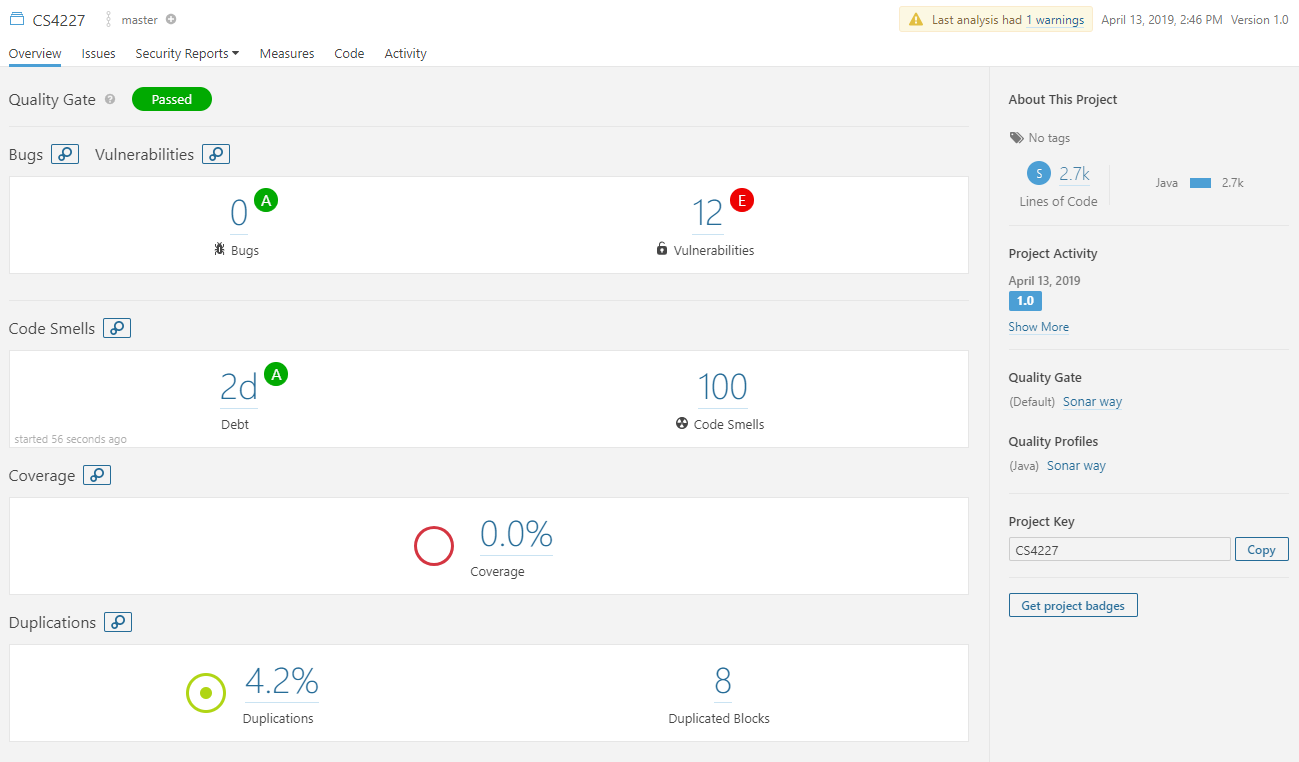 CS4227 master Last analysis had 1 warnings April 13, 2019, 2:46 PM Version 1.0
Overview Issues Security Reports Measures Code Activity
Quality Gate ? Passed
Bugs Vulnerabilities
0 A 12 E
Bugs Vulnerabilities
Code Smells
2d A 100
Debt Code Smells
started 56 seconds ago
Coverage
0.0%
Coverage
Duplications
4.2% 8
Duplications Duplicated Blocks
About This Project
No tags
S 2.7k Java 2.7k
Lines of Code
Project Activity
April 13, 2019
1.0
Show More
Quality Gate
(Default) Sonar way
Quality Profiles
(Java) Sonar way
Project Key
CS4227 Copy
Get project badges